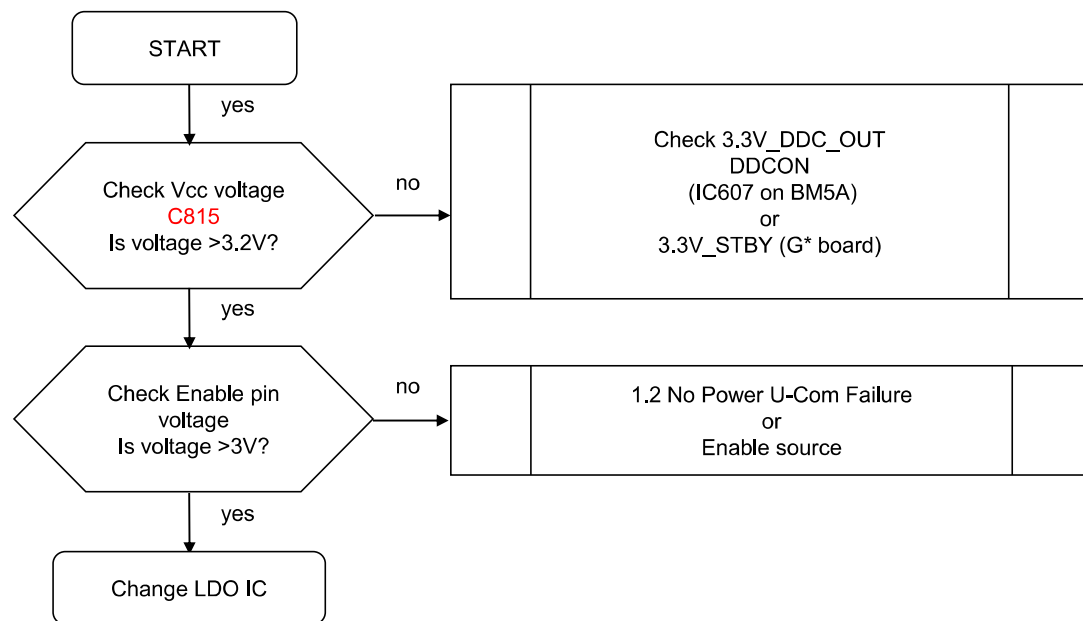 START
yes
Check Vcc voltage
C815
Is voltage >3.2V?
no
Check 3.3V_DDC_OUT
DDCON
(IC607 on BM5A)
or
3.3V_STBY (G* board)
yes
Check Enable pin
voltage
Is voltage >3V?
no
1.2 No Power U-Com Failure
or
Enable source
yes
Change LDO IC